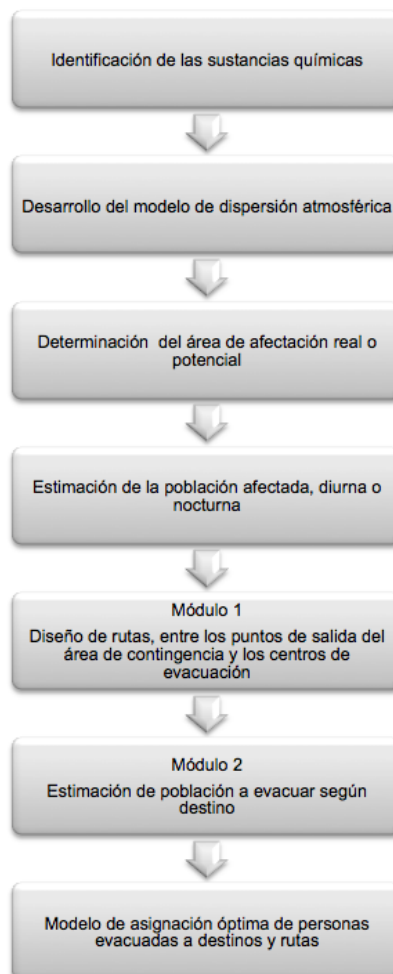 Identificación de las sustancias químicas
Desarrollo del modelo de dispersión atmosférica
Determinación del área de afectación real o
potencial
Estimación de la población afectada, diurna o
nocturna
Módulo 1
Diseño de rutas, entre los puntos de salida del
área de contingencia y los centros de
evacuación
Módulo 2
Estimación de población a evacuar según
destino
Modelo de asignación óptima de personas
evacuadas a destinos y rutas